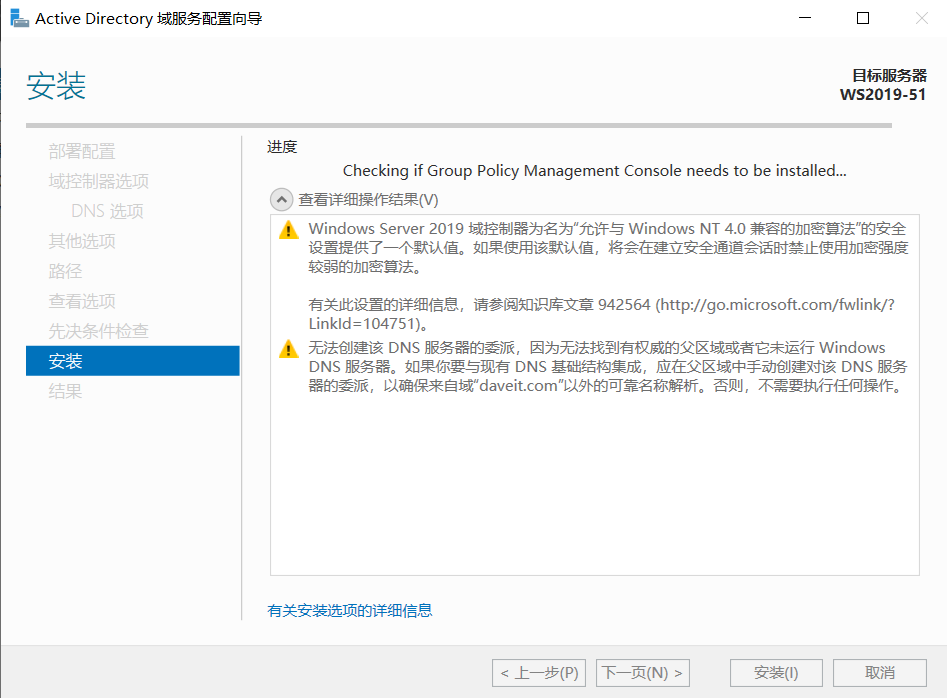 Active Directory 域服务配置向导
安装
目标服务器
WS2019-51
部署配置
域控制器选项
DNS 选项
其他选项
路径
查看选项
先决条件检查
安装
结果
进度
Checking if Group Policy Management Console needs to be installed...
查看详细操作结果(V)
Windows Server 2019 域控制器为名为“允许与 Windows NT 4.0 兼容的加密算法”的安全
设置提供了一个默认值。如果使用该默认值，将会在建立安全通道会话时禁止使用加密强度
较弱的加密算法。
有关此设置的详细信息，请参阅知识库文章 942564 (http://go.microsoft.com/fwlink/?
LinkId=104751)。
无法创建该 DNS 服务器的委派，因为无法找到有权威的父区域或者它未运行 Windows
DNS 服务器。如果你要与现有 DNS 基础结构集成，应在父区域中手动创建对该 DNS 服务
器的委派，以确保来自域“daveit.com”以外的可靠名称解析。否则，不需要执行任何操作。
有关安装选项的详细信息
< 上一步(P)
下一页(N) >
安装(I)
取消